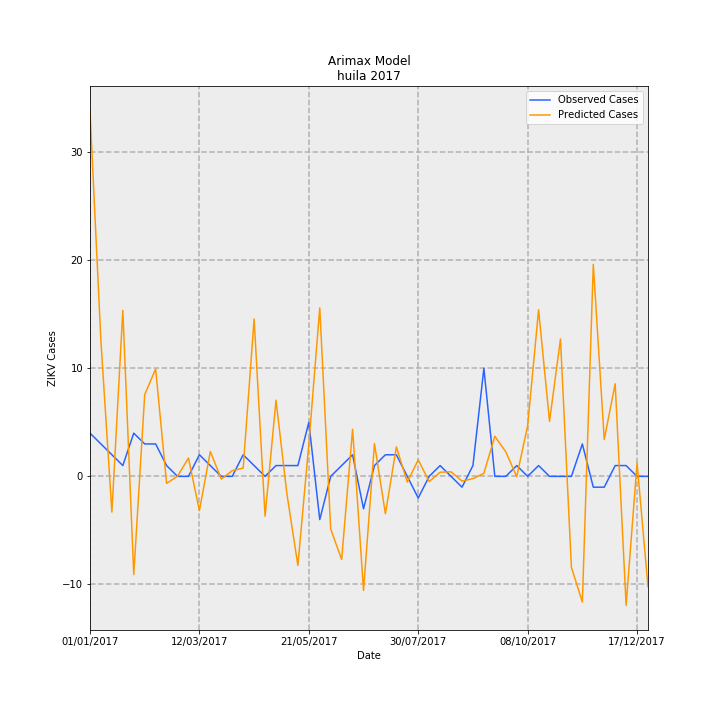 Arimax Model
huila 2017
Observed Cases
Predicted Cases
ZIKV Cases
30
20
10
0
−10
01/01/2017
12/03/2017
21/05/2017
30/07/2017
08/10/2017
17/12/2017
Date